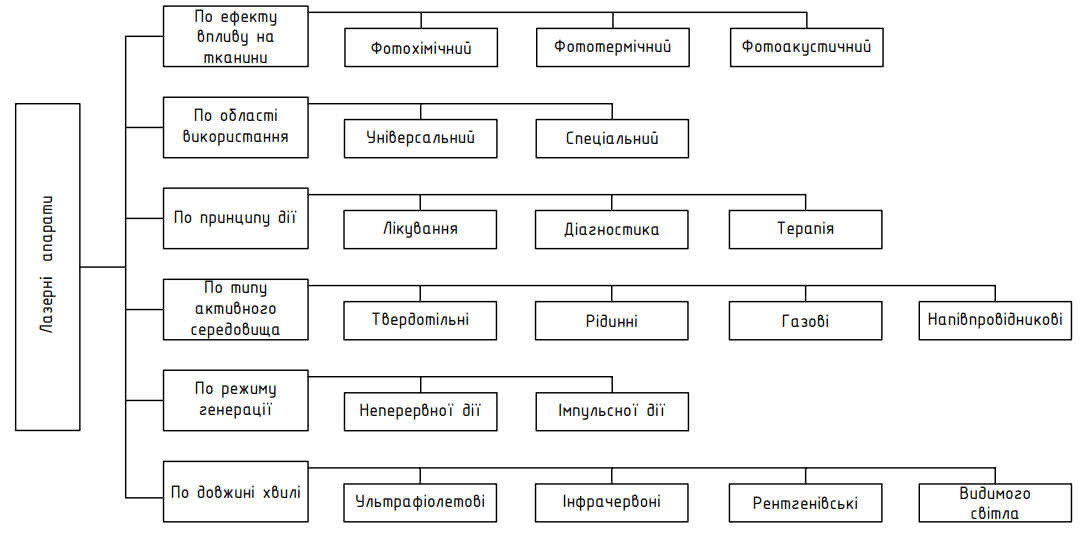 Лазерні апарати
По ефекту
впливу на
тканини
Фотохімічний
Фототермічний
Фотоакустичний
По області
використання
Універсальний
Спеціальний
По принципу дії
Лікування
Діагностика
Терапія
По типу
активного
середовища
Твердотільні
Рідинні
Газові
Напівпровідникові
По режиму
генерації
Неперервної дії
Імпульсної дії
По довжині хвилі
Ультрафіолетові
Інфрачервоні
Рентгенівські
Видимого
світла